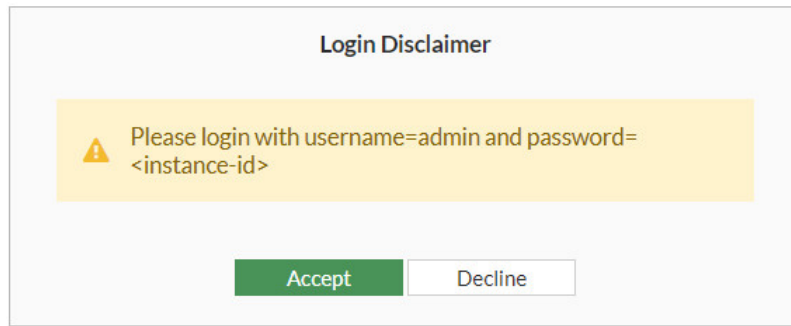 Login Disclaimer
Please login with username=admin and password=
<instance-id>
Accept
Decline